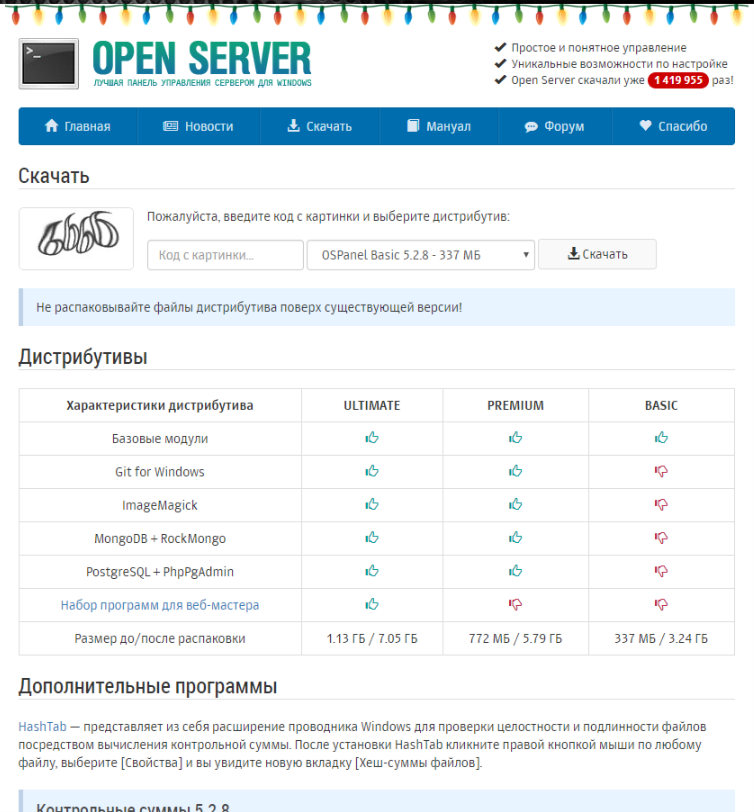 >_
OPEN SERVER
ЛУЧШАЯ ПАНЕЛЬ УПРАВЛЕНИЯ СЕРВЕРОМ ДЛЯ WINDOWS
Простое и понятное управление
Уникальные возможности по настройке
Open Server скачали уже 1 419 955 раз!
Главная Новости Скачать Мануал Форум Спасибо
Скачать
Пожалуйста, введите код с картинки и выберите дистрибутив:
Код с картинки... OSPanel Basic 5.2.8 - 337 МБ Скачать
Не распаковывайте файлы дистрибутива поверх существующей версии!
Дистрибутивы
Характеристики дистрибутива ULTIMATE PREMIUM BASIC
Базовые модули
Git for Windows
ImageMagick
MongoDB + RockMongo
PostgreSQL + PhpPgAdmin
Набор программ для веб-мастера
Размер до/после распаковки 1.13 ГБ / 7.05 ГБ 772 МБ / 5.79 ГБ 337 МБ / 3.24 ГБ
Дополнительные программы
HashTab — представляет из себя расширение проводника Windows для проверки целостности и подлинности файлов
посредством вычисления контрольной суммы. После установки HashTab кликните правой кнопкой мыши по любому
файлу, выберите [Свойства] и вы увидите новую вкладку [Хеш-суммы файлов].
Контрольные суммы 5.2.8